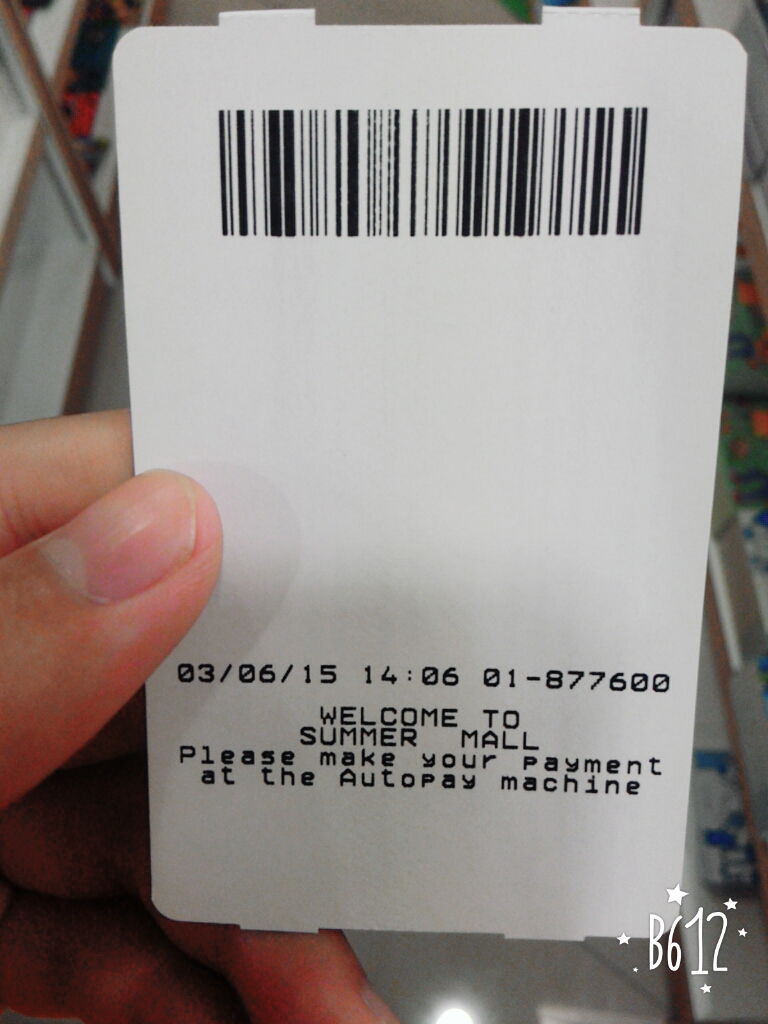 03/06/15 14:06 01-877600
WELCOME TO
SUMMER MALL
Please make your payment
at the Autopay machine
B612